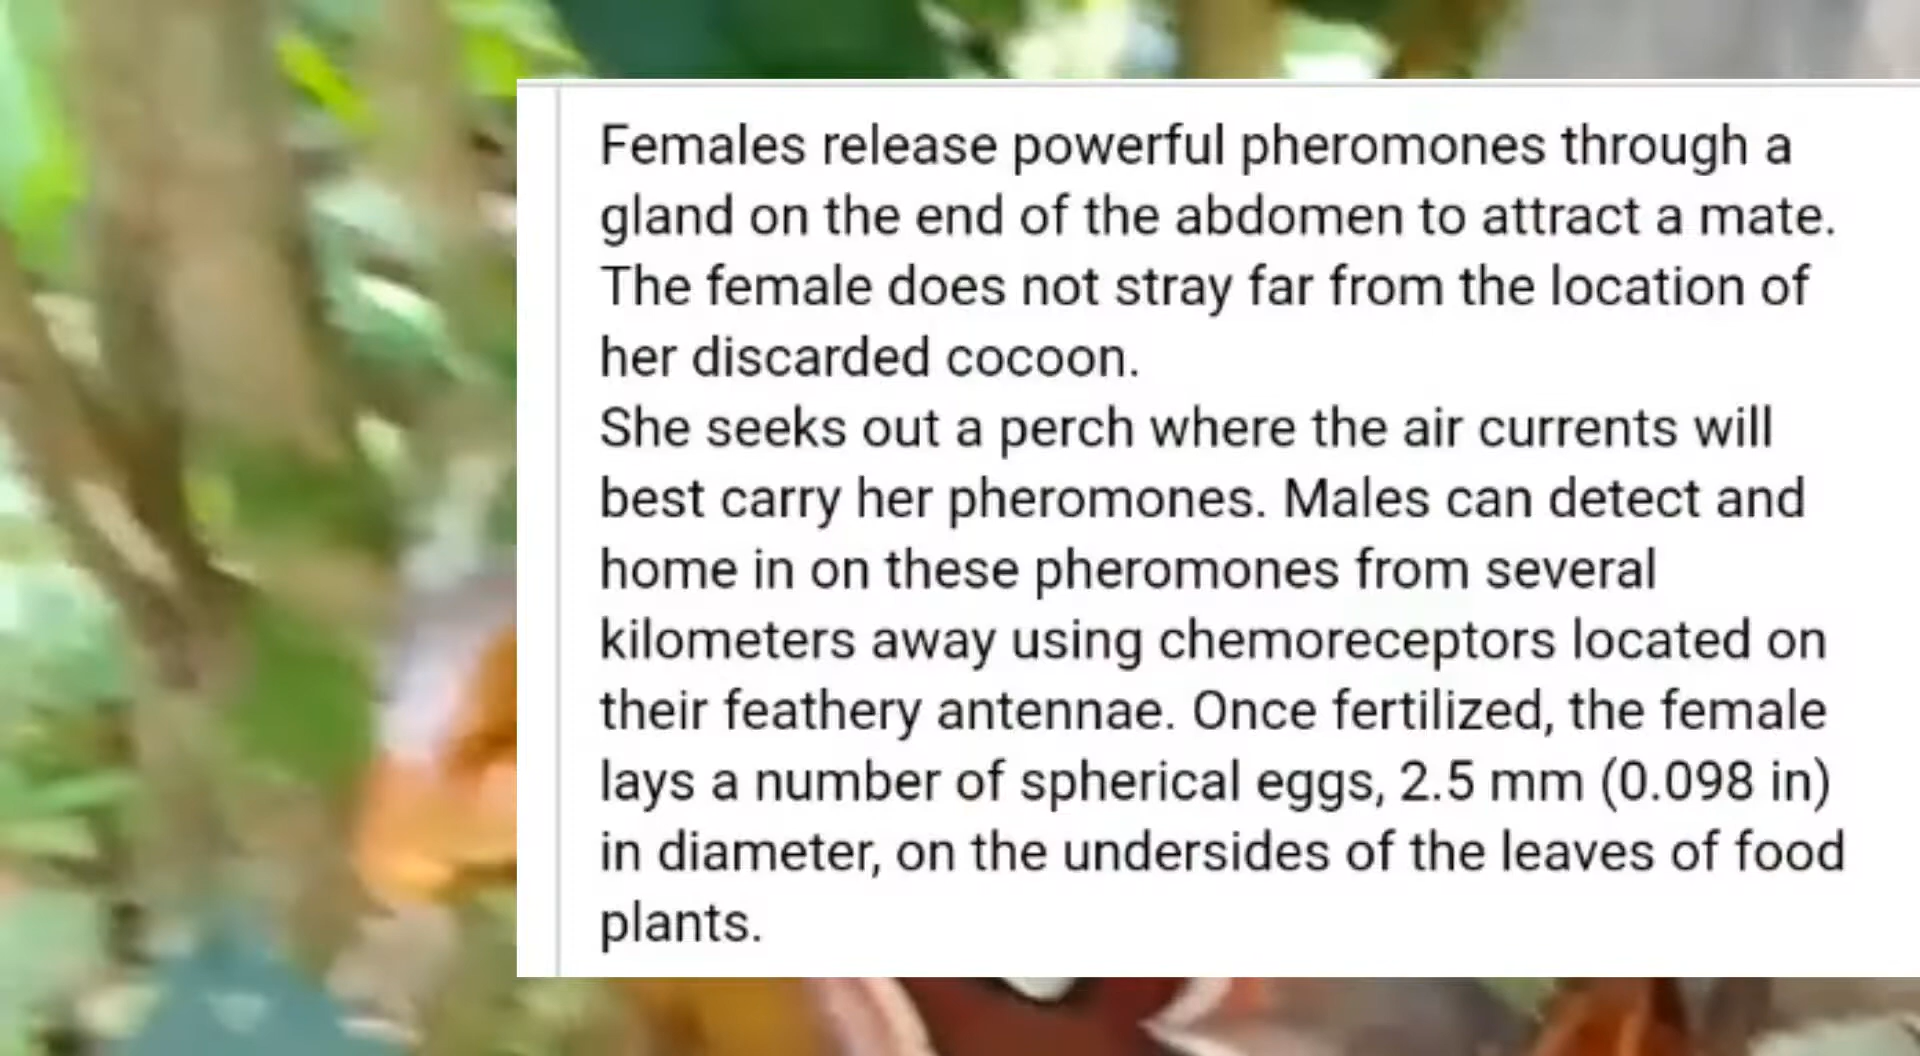 Females release powerful pheromones through a
gland on the end of the abdomen to attract a mate.
The female does not stray far from the location of
her discarded cocoon.
She seeks out a perch where the air currents will
best carry her pheromones. Males can detect and
home in on these pheromones from several
kilometers away using chemoreceptors located on
their feathery antennae. Once fertilized, the female
lays a number of spherical eggs, 2.5 mm (0.098 in)
in diameter, on the undersides of the leaves of food
plants.